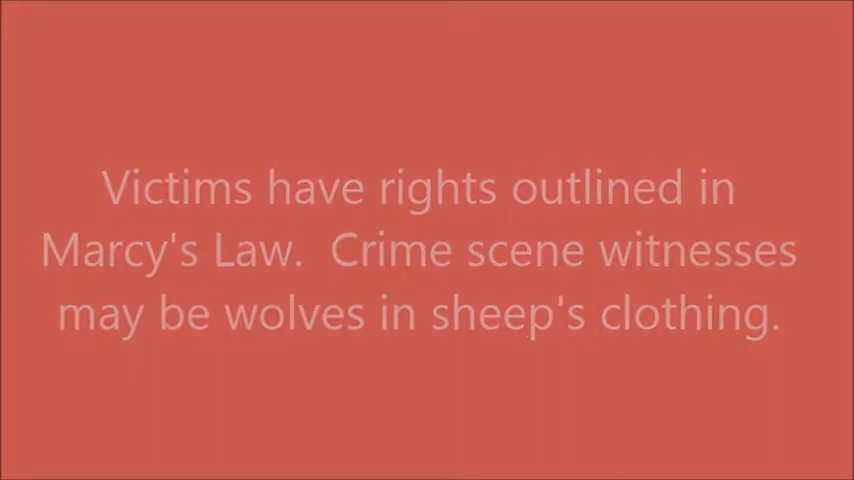 Victims have rights outlined in
Marcy's Law.  Crime scene witnesses
may be wolves in sheep's clothing.